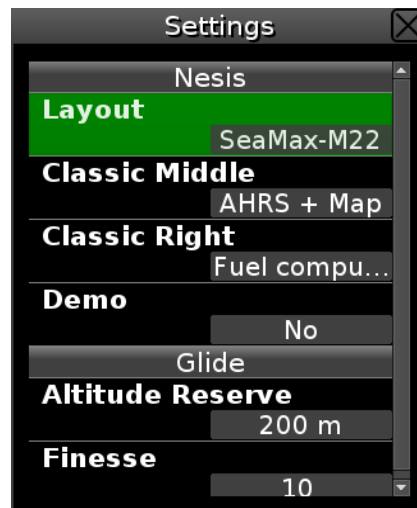 Settings
Nesis
Layout
SeaMax-M22
Classic Middle
AHRS + Map
Classic Right
Fuel compu...
Demo
No
Glide
Altitude Reserve
200 m
Finesse
10